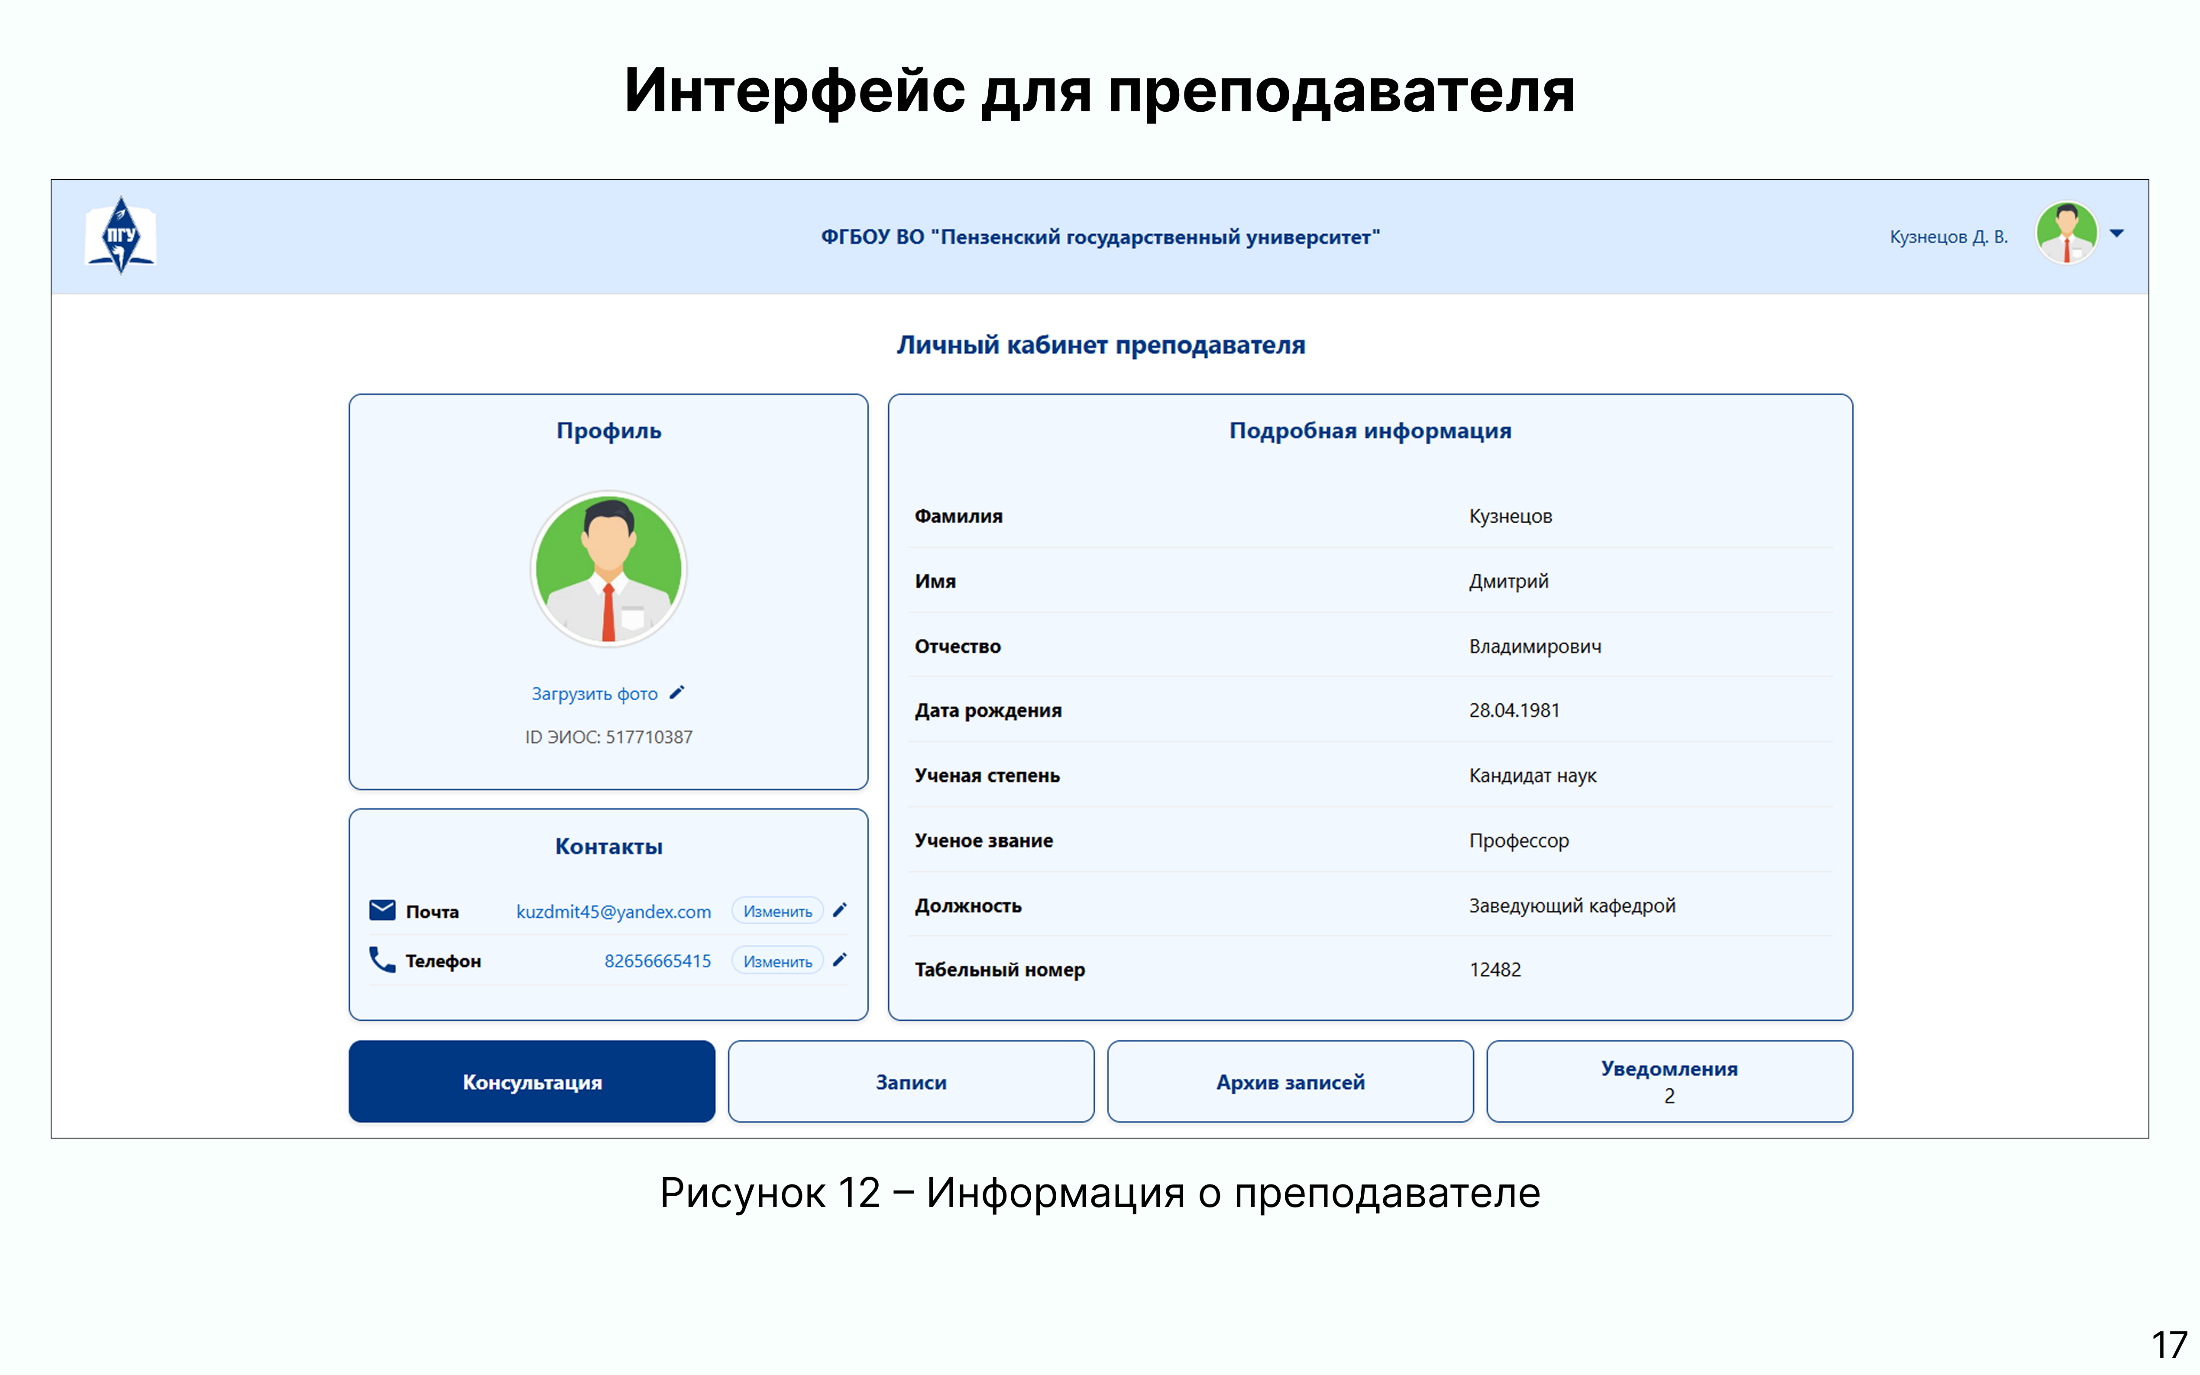 Интерфейс для преподавателя
ПГУ
ФГБОУ ВО "Пензенский государственный университет"
Кузнецов Д. В.
Личный кабинет преподавателя
Профиль
Загрузить фото
ID ЭИОС: 517710387
Контакты
Почта kuzdmit45@yandex.com Изменить
Телефон 82656665415 Изменить
Подробная информация
Фамилия Кузнецов
Имя Дмитрий
Отчество Владимирович
Дата рождения 28.04.1981
Ученая степень Кандидат наук
Ученое звание Профессор
Должность Заведующий кафедрой
Табельный номер 12482
Консультация
Записи
Архив записей
Уведомления
2
Рисунок 12 – Информация о преподавателе
17